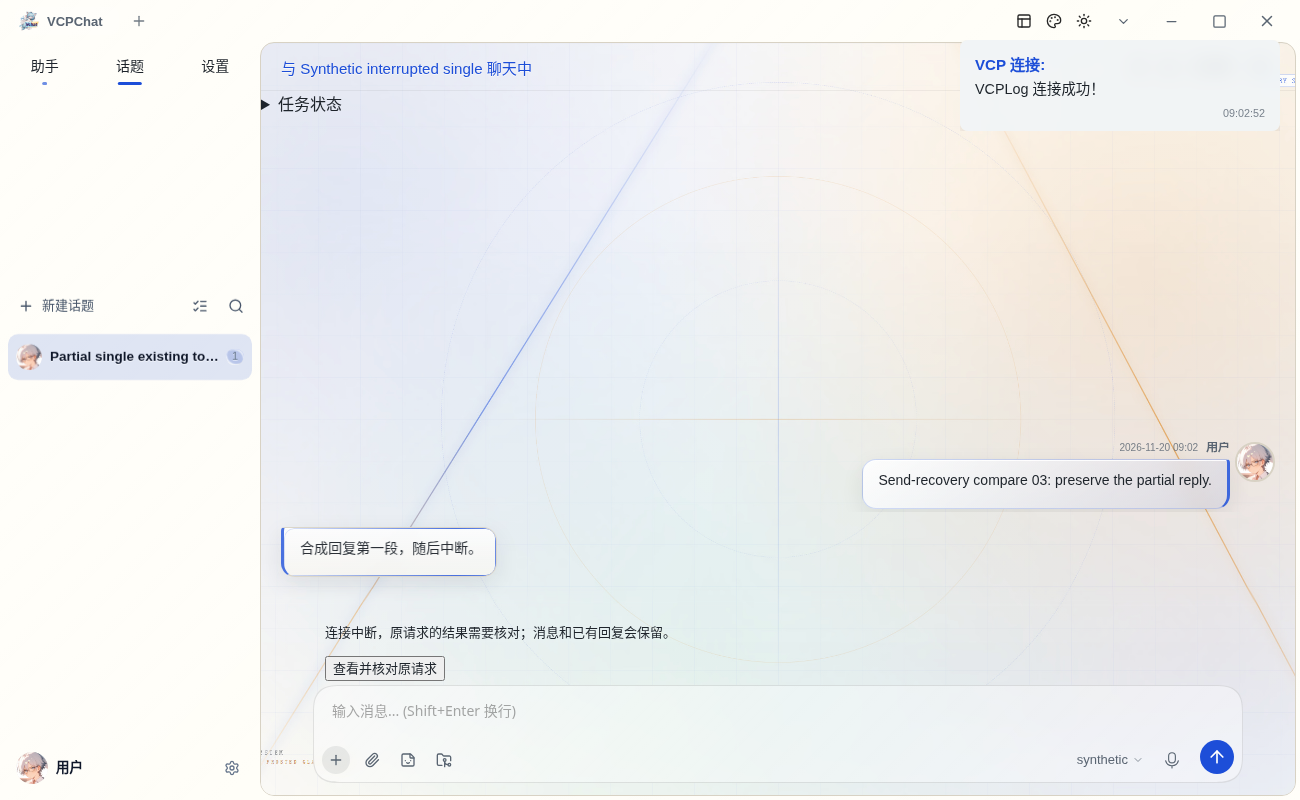 VCPChat
助手
话题
设置
与 Synthetic interrupted single 聊天中
任务状态
VCP 连接:
VCPLog 连接成功！
09:02:52
新建话题
Partial single existing to…
1
2026-11-20 09:02 用户
Send-recovery compare 03: preserve the partial reply.
合成回复第一段，随后中断。
连接中断，原请求的结果需要核对；消息和已有回复会保留。
查看并核对原请求
输入消息... (Shift+Enter 换行)
synthetic
用户